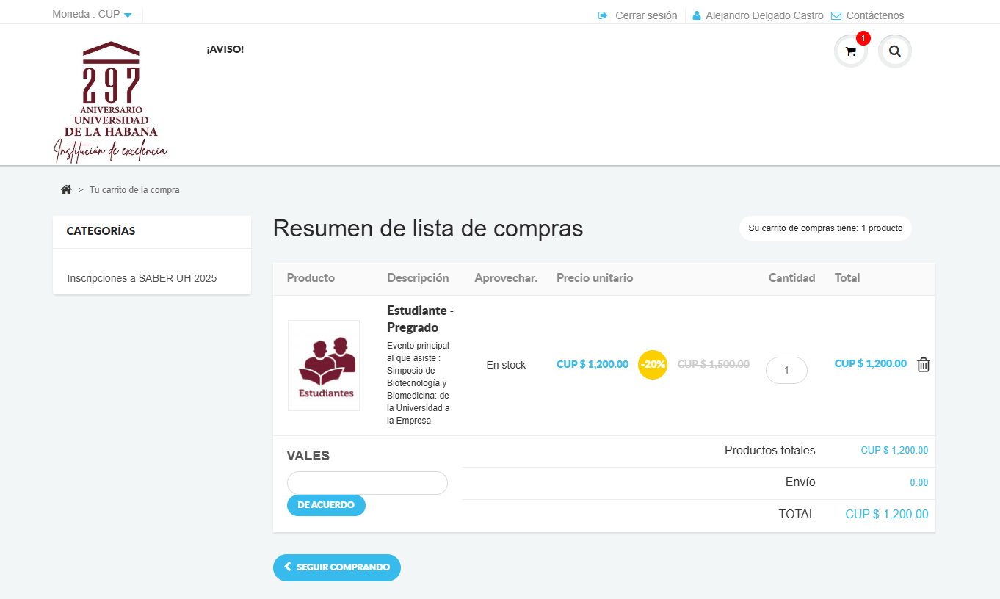 Moneda : CUP
Cerrar sesión
Alejandro Delgado Castro
Contáctenos
297
ANIVERSARIO
UNIVERSIDAD
DE LA HABANA
Institución de excelencia
¡AVISO!
1
> Tu carrito de la compra
CATEGORÍAS
Inscripciones a SABER UH 2025
Resumen de lista de compras
Su carrito de compras tiene: 1 producto
Producto Descripción Aprovechar. Precio unitario Cantidad Total
Estudiantes
Estudiante -
Pregrado
Evento principal
al que asiste :
Simposio de
Biotecnología y
Biomedicina: de
la Universidad a
la Empresa
En stock
CUP $ 1,200.00
-20%
CUP $ 1,500.00
1
CUP $ 1,200.00
VALES
DE ACUERDO
Productos totales CUP $ 1,200.00
Envío 0.00
TOTAL CUP $ 1,200.00
SEGUIR COMPRANDO